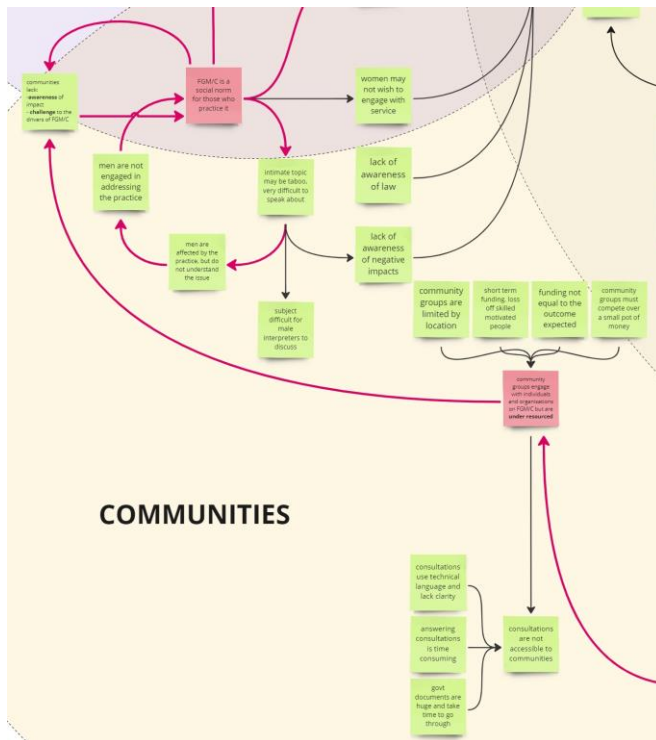 communities
lack:
-awareness of
impact
- challenge to the
drivers of FGM/C
FGM/C is a
social norm
for those who
practice it
women may
not wish to
engage with
service
men are not
engaged in
addressing
the practice
intimate topic
may be taboo,
very difficult to
speak about
lack of
awareness
of law
men are
affected by the
practice, but do
not understand
the issue
lack of
awareness
of negative
impacts
subject
difficult for
male
interpreters to
discuss
community
groups are
limited by
location
short term
funding, loss
off skilled
motivated
people
funding not
equal to the
outcome
expected
community
groups must
compete over
a small pot of
money
community
groups engage
with individuals
and organisations
on FGM/C but are
under resourced
COMMUNITIES
consultations
use technical
language and
lack clarity
answering
consultations
is time
consuming
consultations
are not
accessible to
communities
govt
documents are
huge and take
time to go
through